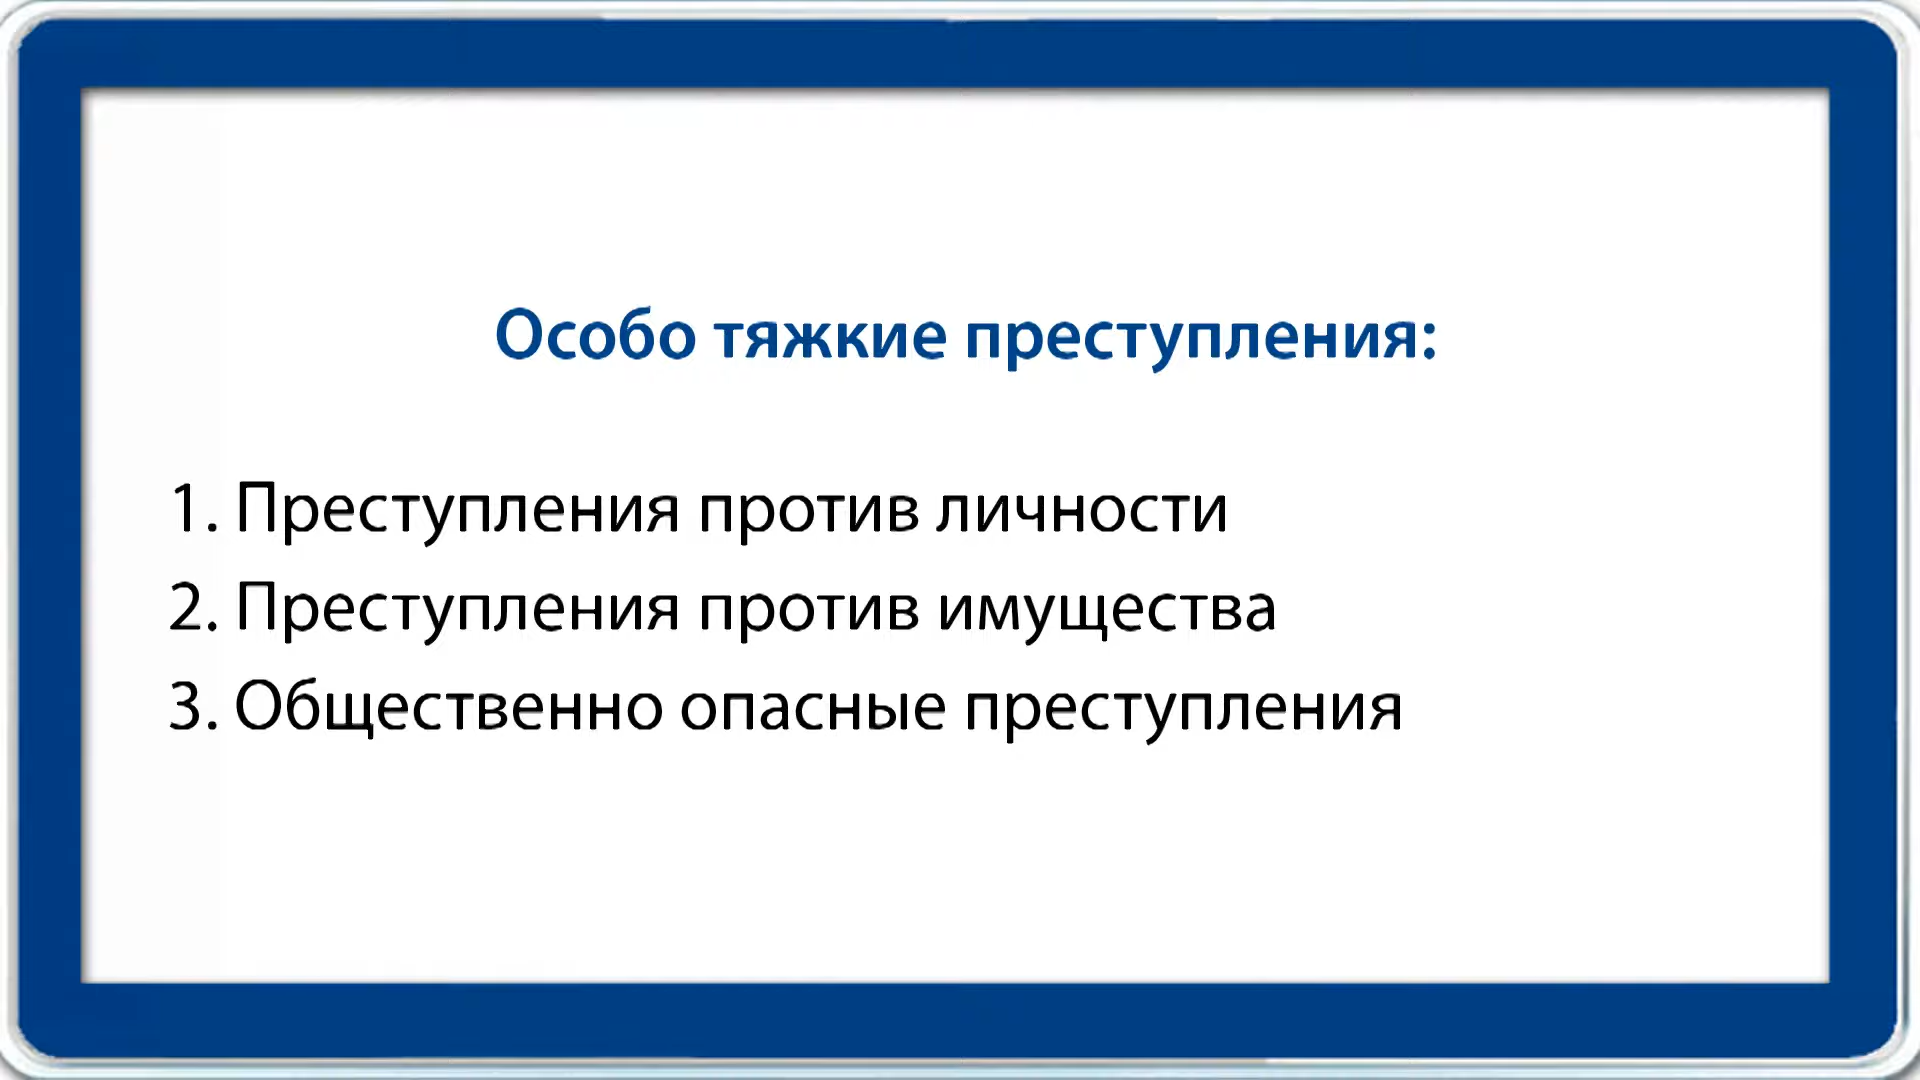 Особо тяжкие преступления:
1. Преступления против личности
2. Преступления против имущества
3. Общественно опасные преступления